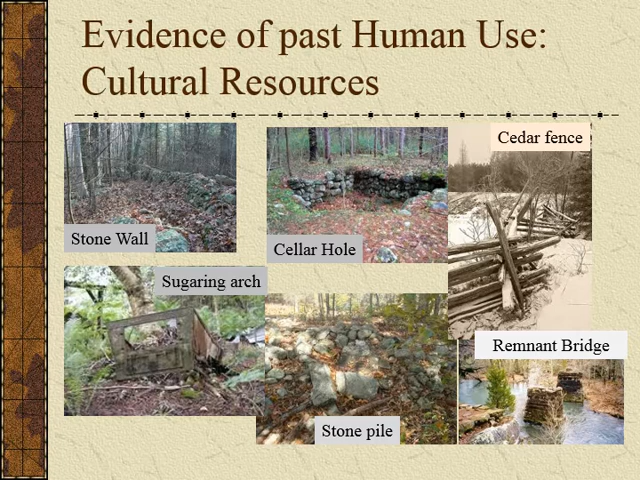 Evidence of past Human Use:
Cultural Resources
Cedar fence
Stone Wall
Cellar Hole
Sugaring arch
Remnant Bridge
Stone pile